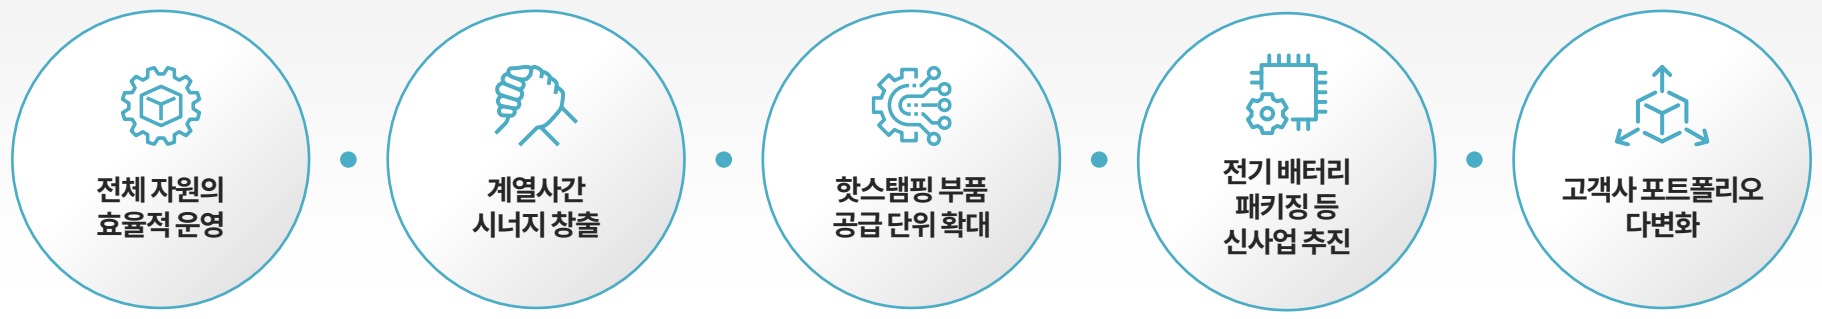 전체 자원의
효율적 운영
계열사간
시너지 창출
핫스탬핑 부품
공급 단위 확대
전기 배터리
패키징 등
신사업 추진
고객사 포트폴리오
다변화